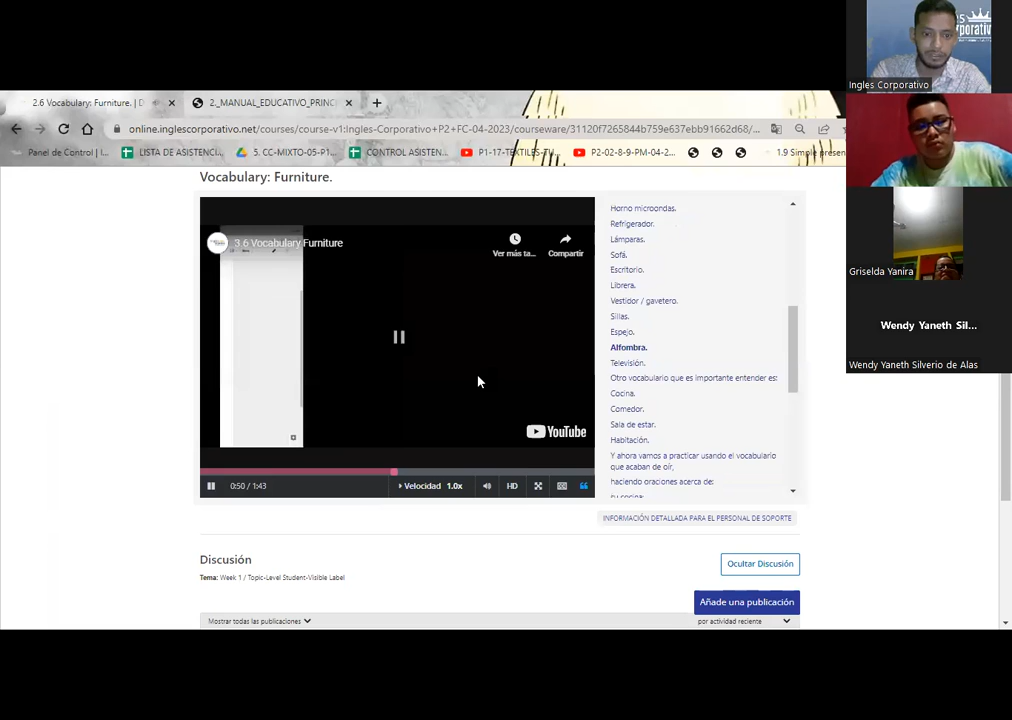 2.6 Vocabulary: Furniture. | D
2._MANUAL_EDUCATIVO_PRINC
online.inglescorporativo.net/courses/course-v1:Ingles-Corporativo+P2+FC-04-2023/courseware/31120f7265844b759e637ebb91662d68/...
Panel de Control | I...
LISTA DE ASISTENCI...
5. CC-MIXTO-05-P1...
CONTROL ASISTEN...
P1-17-TEXTILES-TU...
P2-02-8-9-PM-04-2...
1.9 Simple presen
Vocabulary: Furniture.
3.6 Vocabulary Furniture
Ver más ta...
Compartir
YouTube
0:50 / 1:43
Velocidad 1.0x
HD
Horno microondas.
Refrigerador.
Lámparas.
Sofá.
Escritorio.
Librera.
Vestidor / gavetero.
Sillas.
Espejo.
Alfombra.
Televisión.
Otro vocabulario que es importante entender es:
Cocina.
Comedor.
Sala de estar.
Habitación.
Y ahora vamos a practicar usando el vocabulario
que acaban de oír,
haciendo oraciones acerca de:
su cocina;
INFORMACIÓN DETALLADA PARA EL PERSONAL DE SOPORTE
Discusión
Ocultar Discusión
Tema: Week 1 / Topic-Level Student-Visible Label
Añade una publicación
Mostrar todas las publicaciones
por actividad reciente
Ingles Corporativo
Griselda Yanira
Wendy Yaneth Sil...
Wendy Yaneth Silverio de Alas